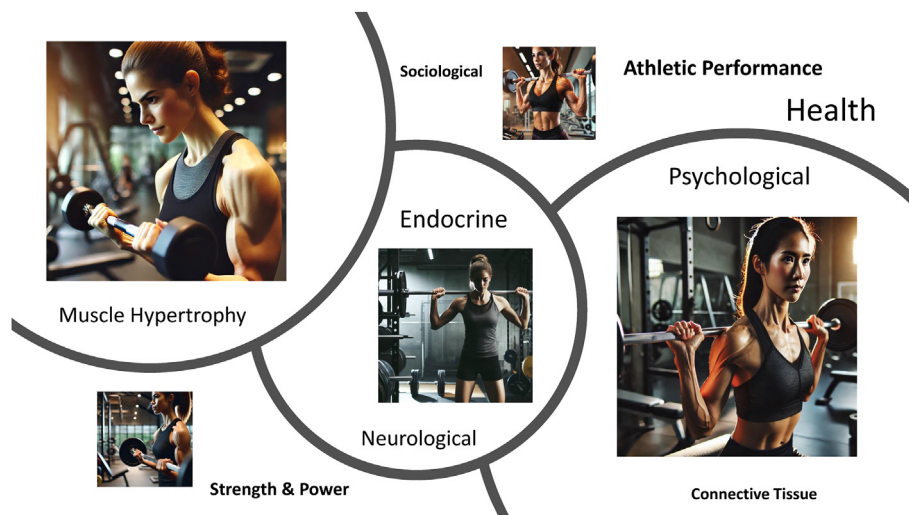 Sociological
Athletic Performance
Health
Psychological
Endocrine
Muscle Hypertrophy
Neurological
Strength & Power
Connective Tissue